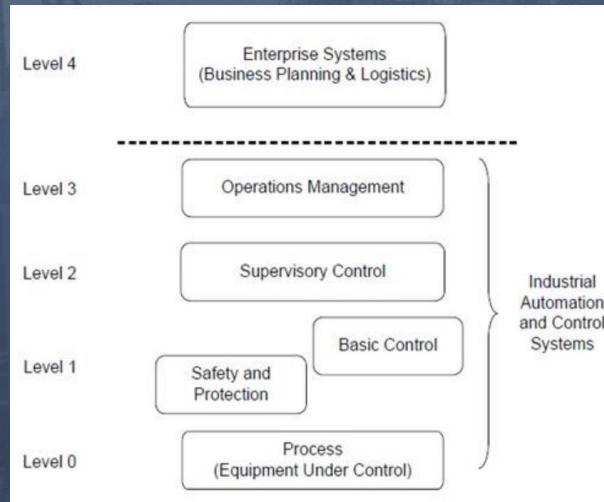 Level 4
Enterprise Systems
(Business Planning & Logistics)
Level 3
Operations Management
Level 2
Supervisory Control
Industrial
Automation
and Control
Systems
Basic Control
Level 1
Safety and
Protection
Level 0
Process
(Equipment Under Control)